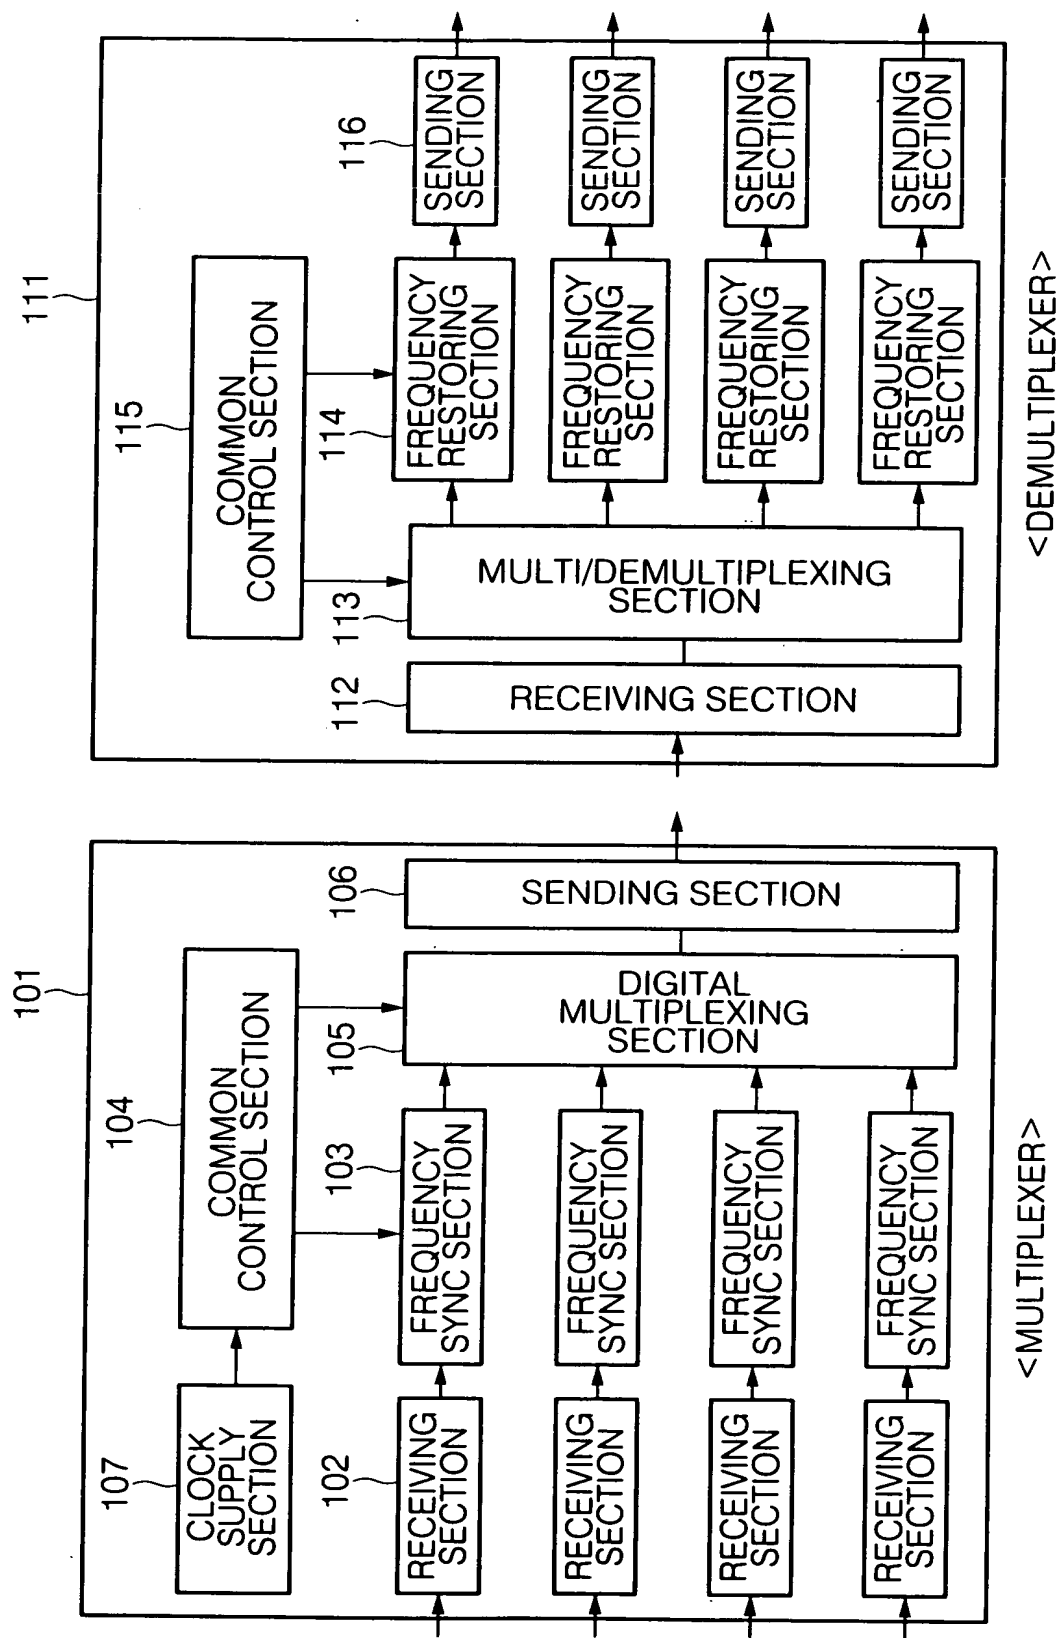 101
107
CLOCK
SUPPLY
SECTION
104
COMMON
CONTROL SECTION
102
RECEIVING
SECTION
103
FREQUENCY
SYNC SECTION
105
DIGITAL
MULTIPLEXING
SECTION
106
SENDING SECTION
RECEIVING
SECTION
FREQUENCY
SYNC SECTION
RECEIVING
SECTION
FREQUENCY
SYNC SECTION
RECEIVING
SECTION
FREQUENCY
SYNC SECTION
<MULTIPLEXER>
111
115
COMMON
CONTROL SECTION
112
RECEIVING SECTION
113
MULTI/DEMULTIPLEXING
SECTION
114
FREQUENCY
RESTORING
SECTION
116
SENDING
SECTION
FREQUENCY
RESTORING
SECTION
SENDING
SECTION
FREQUENCY
RESTORING
SECTION
SENDING
SECTION
FREQUENCY
RESTORING
SECTION
SENDING
SECTION
<DEMULTIPLEXER>